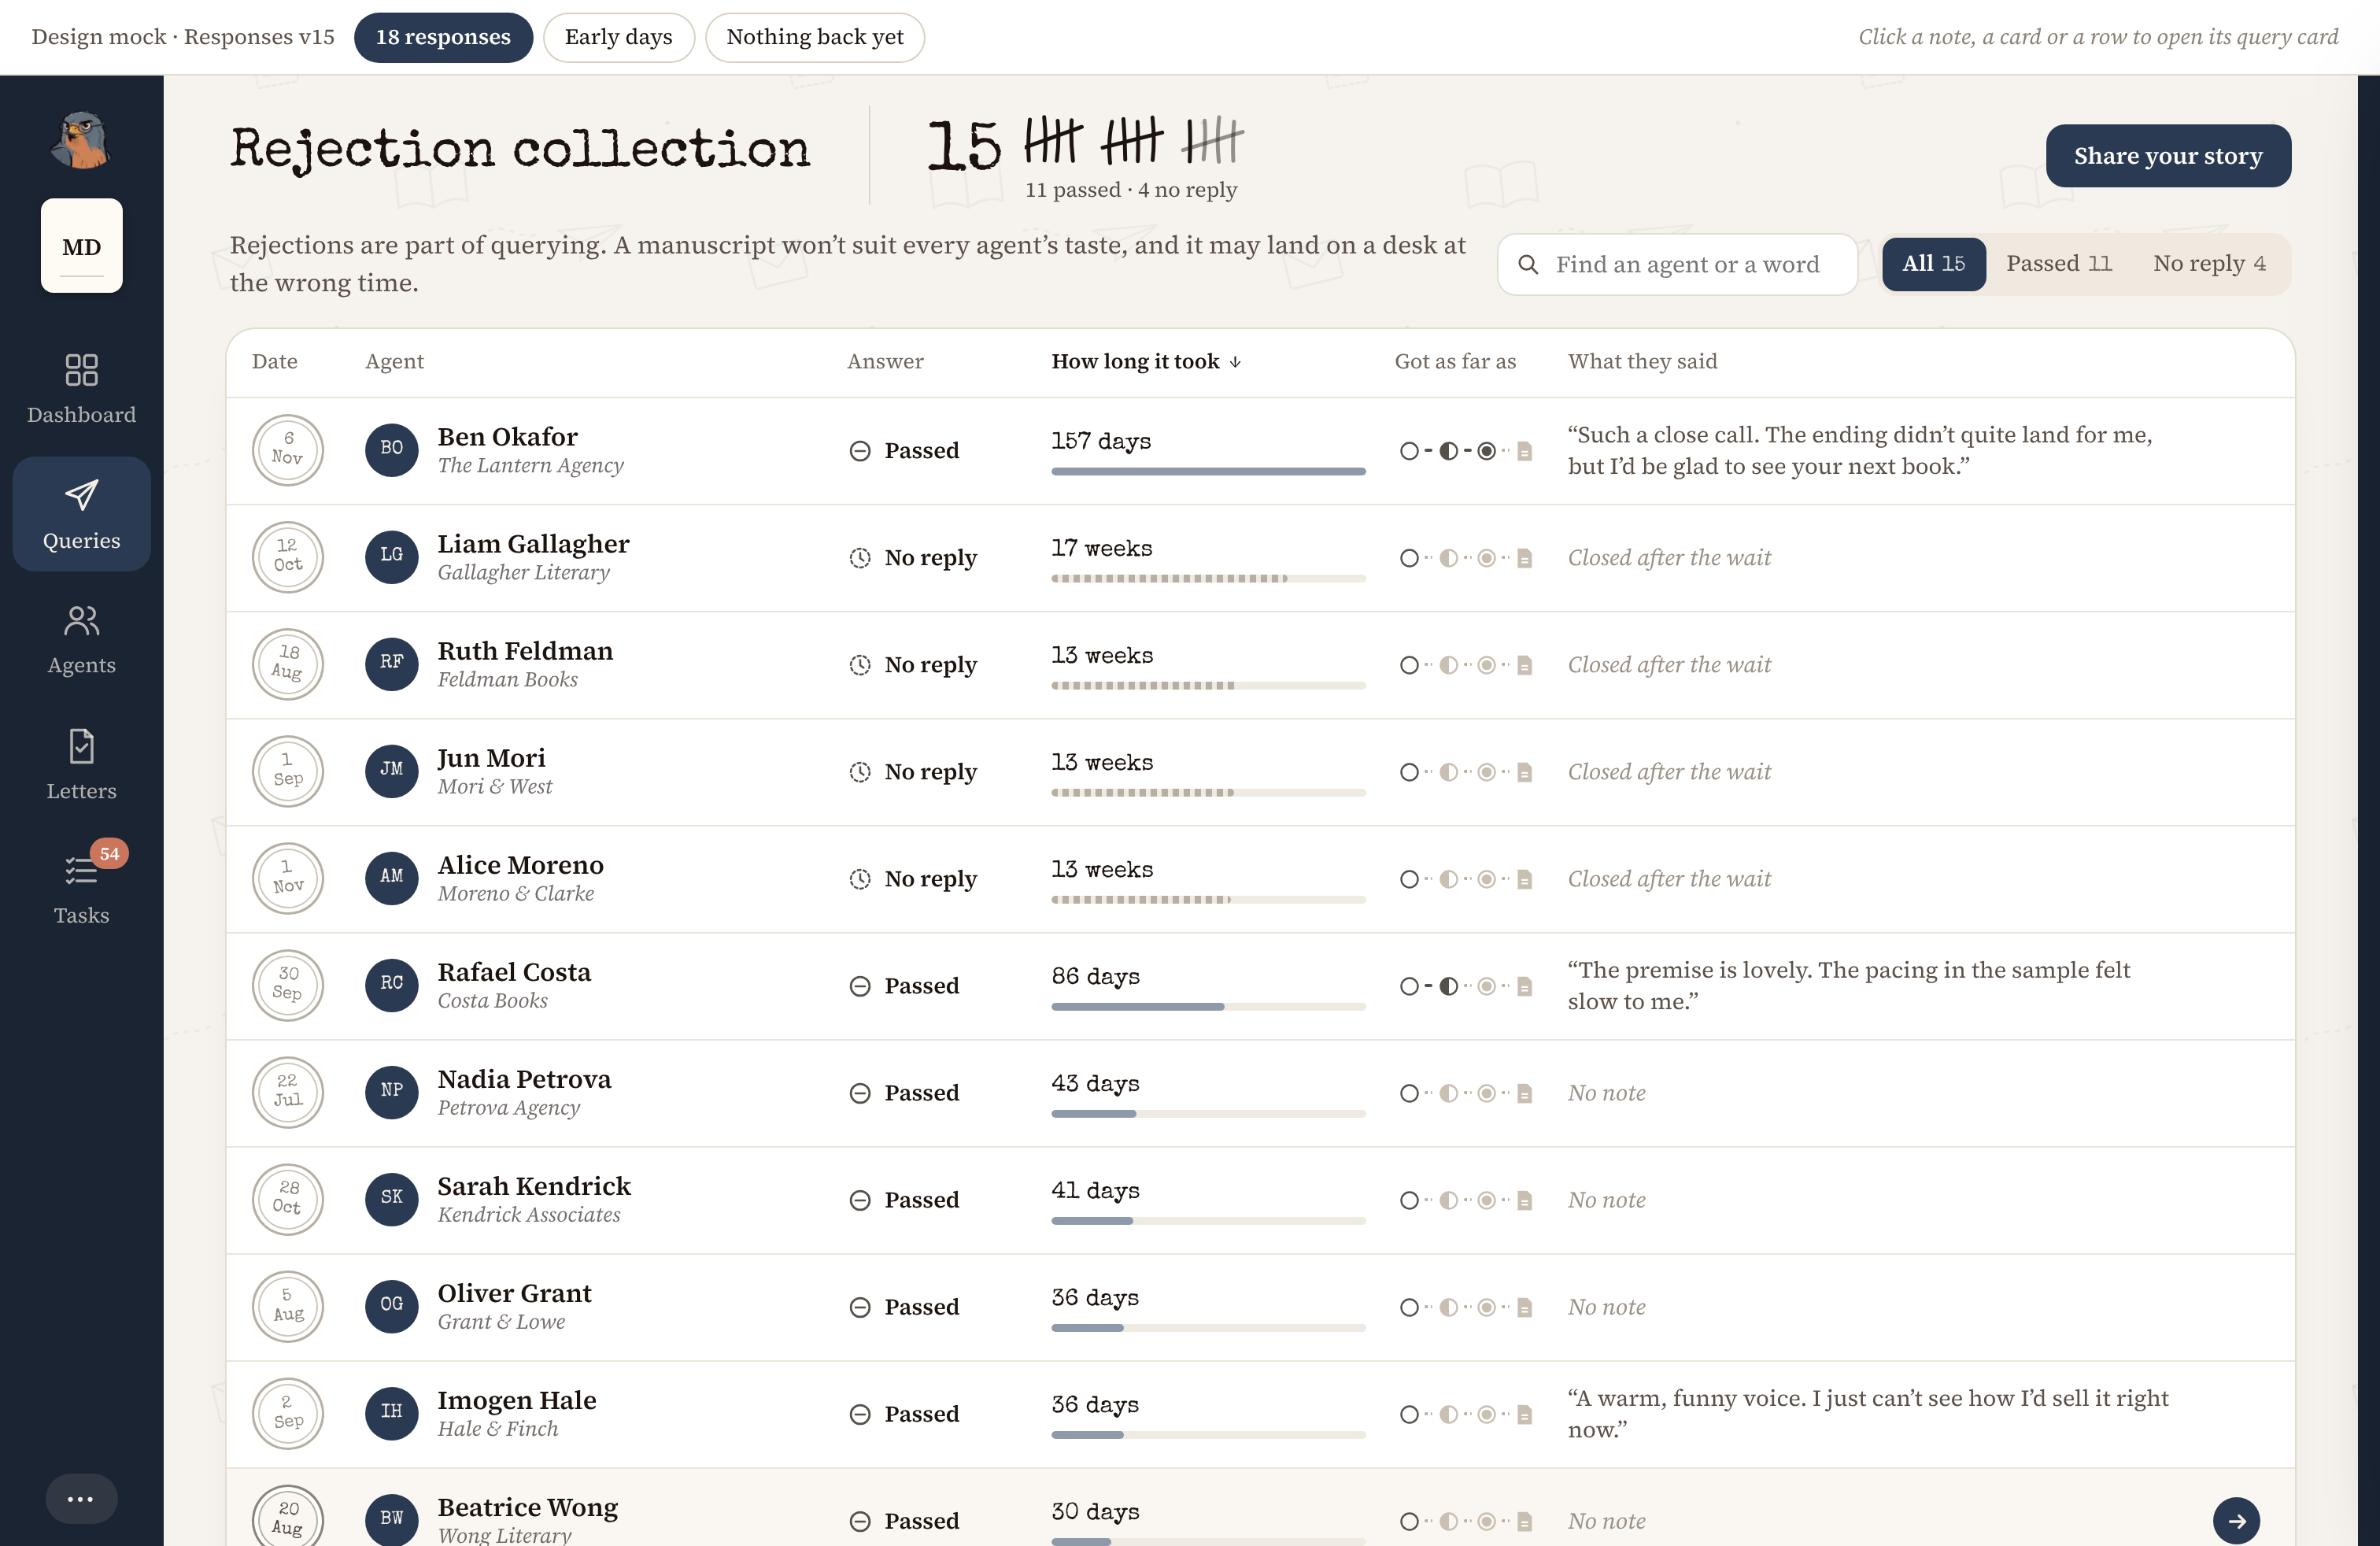 Design mock · Responses v15
18 responses
Early days
Nothing back yet
Click a note, a card or a row to open its query card
MD
Dashboard
Queries
Agents
Letters
54
Tasks
Rejection collection
15
11 passed · 4 no reply
Share your story
Rejections are part of querying. A manuscript won’t suit every agent’s taste, and it may land on a desk at
the wrong time.
Find an agent or a word
All 15
Passed 11
No reply 4
Date Agent Answer How long it took ↓ Got as far as What they said
6
Nov
BO
Ben Okafor
The Lantern Agency
Passed
157 days
“Such a close call. The ending didn’t quite land for me,
but I’d be glad to see your next book.”
12
Oct
LG
Liam Gallagher
Gallagher Literary
No reply
17 weeks
Closed after the wait
18
Aug
RF
Ruth Feldman
Feldman Books
No reply
13 weeks
Closed after the wait
1
Sep
JM
Jun Mori
Mori & West
No reply
13 weeks
Closed after the wait
1
Nov
AM
Alice Moreno
Moreno & Clarke
No reply
13 weeks
Closed after the wait
30
Sep
RC
Rafael Costa
Costa Books
Passed
86 days
“The premise is lovely. The pacing in the sample felt
slow to me.”
22
Jul
NP
Nadia Petrova
Petrova Agency
Passed
43 days
No note
28
Oct
SK
Sarah Kendrick
Kendrick Associates
Passed
41 days
No note
5
Aug
OG
Oliver Grant
Grant & Lowe
Passed
36 days
No note
2
Sep
IH
Imogen Hale
Hale & Finch
Passed
36 days
“A warm, funny voice. I just can’t see how I’d sell it right
now.”
20
Aug
BW
Beatrice Wong
Wong Literary
Passed
30 days
No note